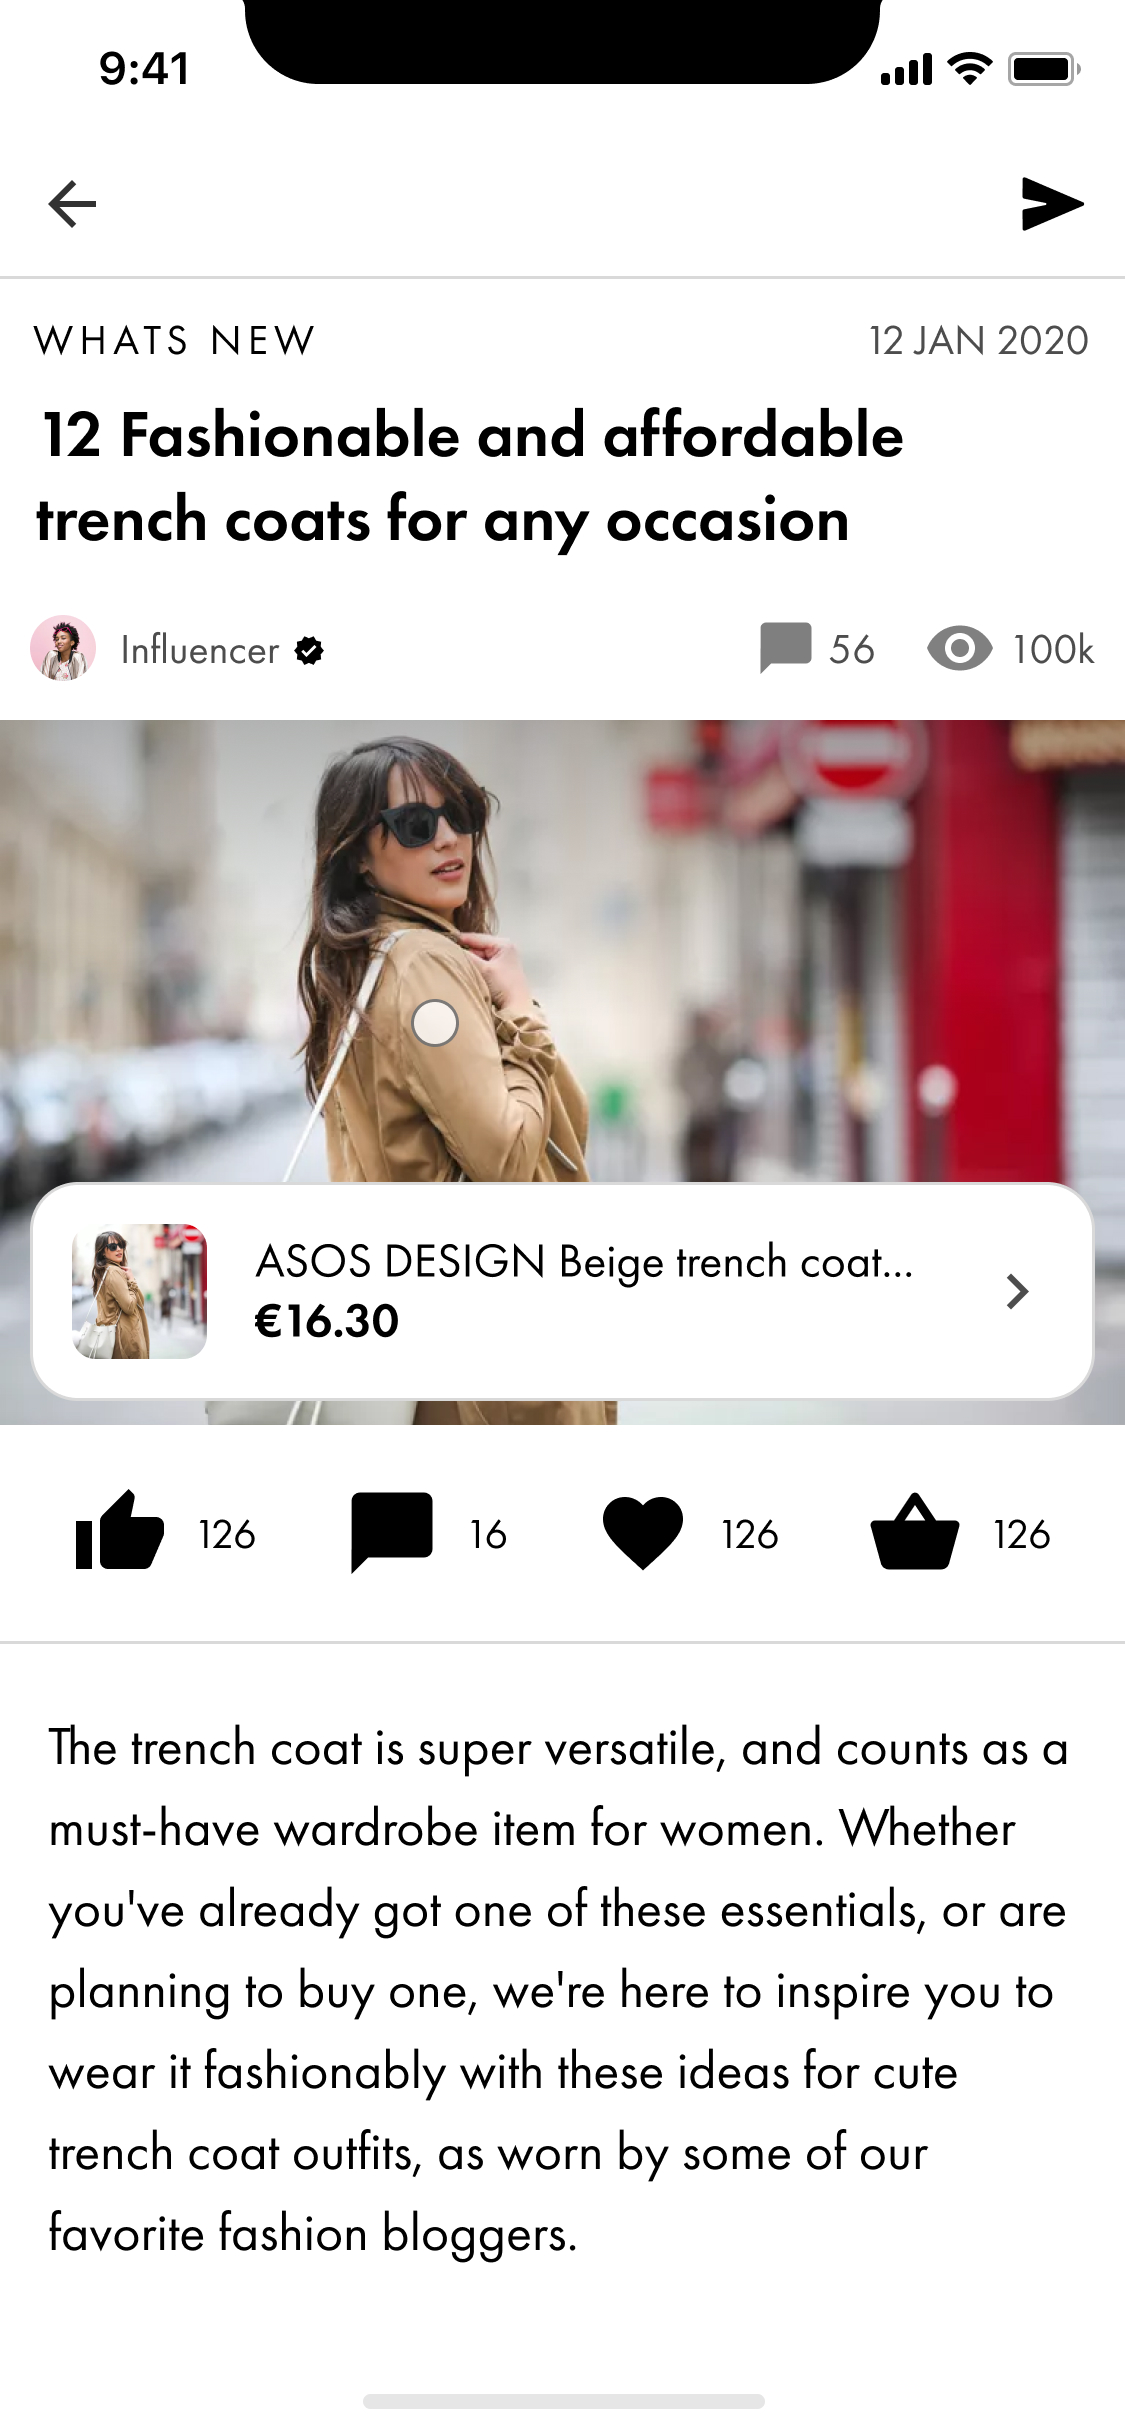 9:41
WHATS NEW
12 JAN 2020
12 Fashionable and affordable
trench coats for any occasion
Influencer
56
100k
ASOS DESIGN Beige trench coat...
€16.30
126
16
126
126
The trench coat is super versatile, and counts as a
must-have wardrobe item for women. Whether
you've already got one of these essentials, or are
planning to buy one, we're here to inspire you to
wear it fashionably with these ideas for cute
trench coat outfits, as worn by some of our
favorite fashion bloggers.